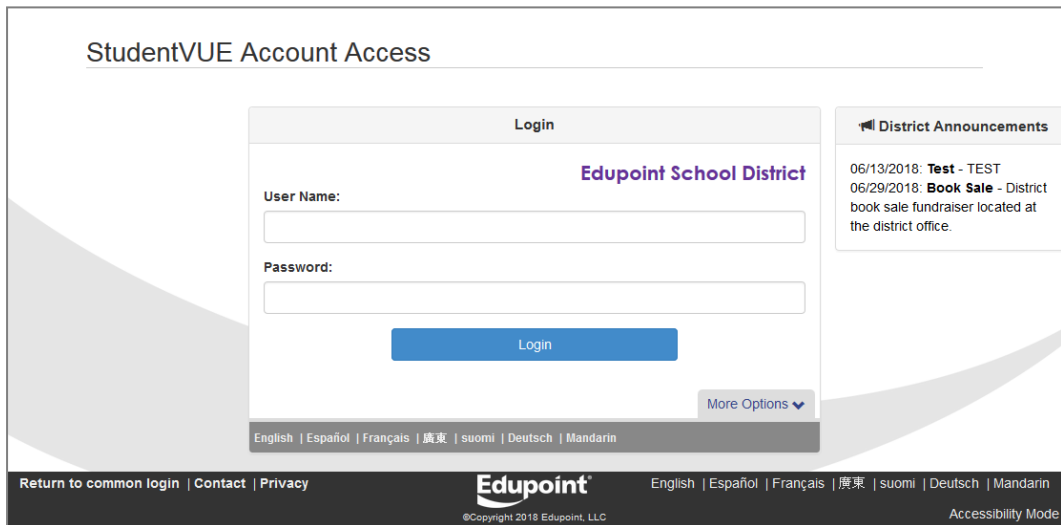 StudentVUE Account Access
Login
Edupoint School District
User Name:
Password:
Login
More Options
English | Español | Français | 廣東 | suomi | Deutsch | Mandarin
District Announcements
06/13/2018: Test - TEST
06/29/2018: Book Sale - District
book sale fundraiser located at
the district office.
Return to common login | Contact | Privacy
Edupoint®
©Copyright 2018 Edupoint, LLC
English | Español | Français | 廣東 | suomi | Deutsch | Mandarin
Accessibility Mode